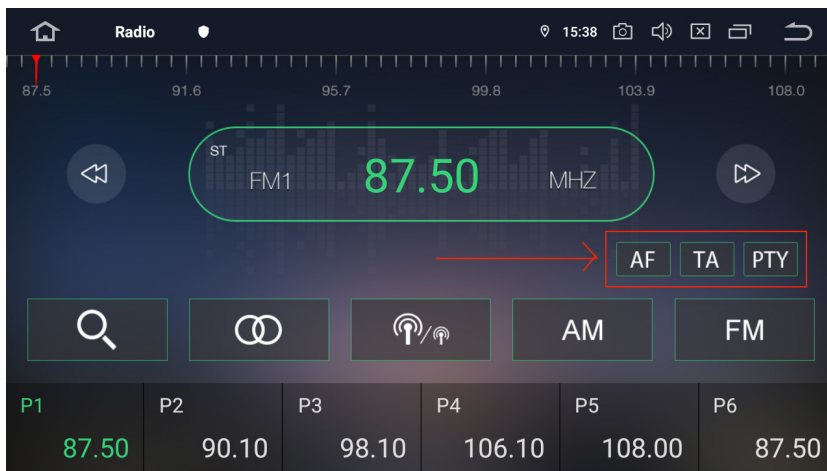 Radio 15:38
87.5 91.6 95.7 99.8 103.9 108.0
ST
FM1 87.50 MHZ
AF TA PTY
AM FM
P1 P2 P3 P4 P5 P6
87.50 90.10 98.10 106.10 108.00 87.50